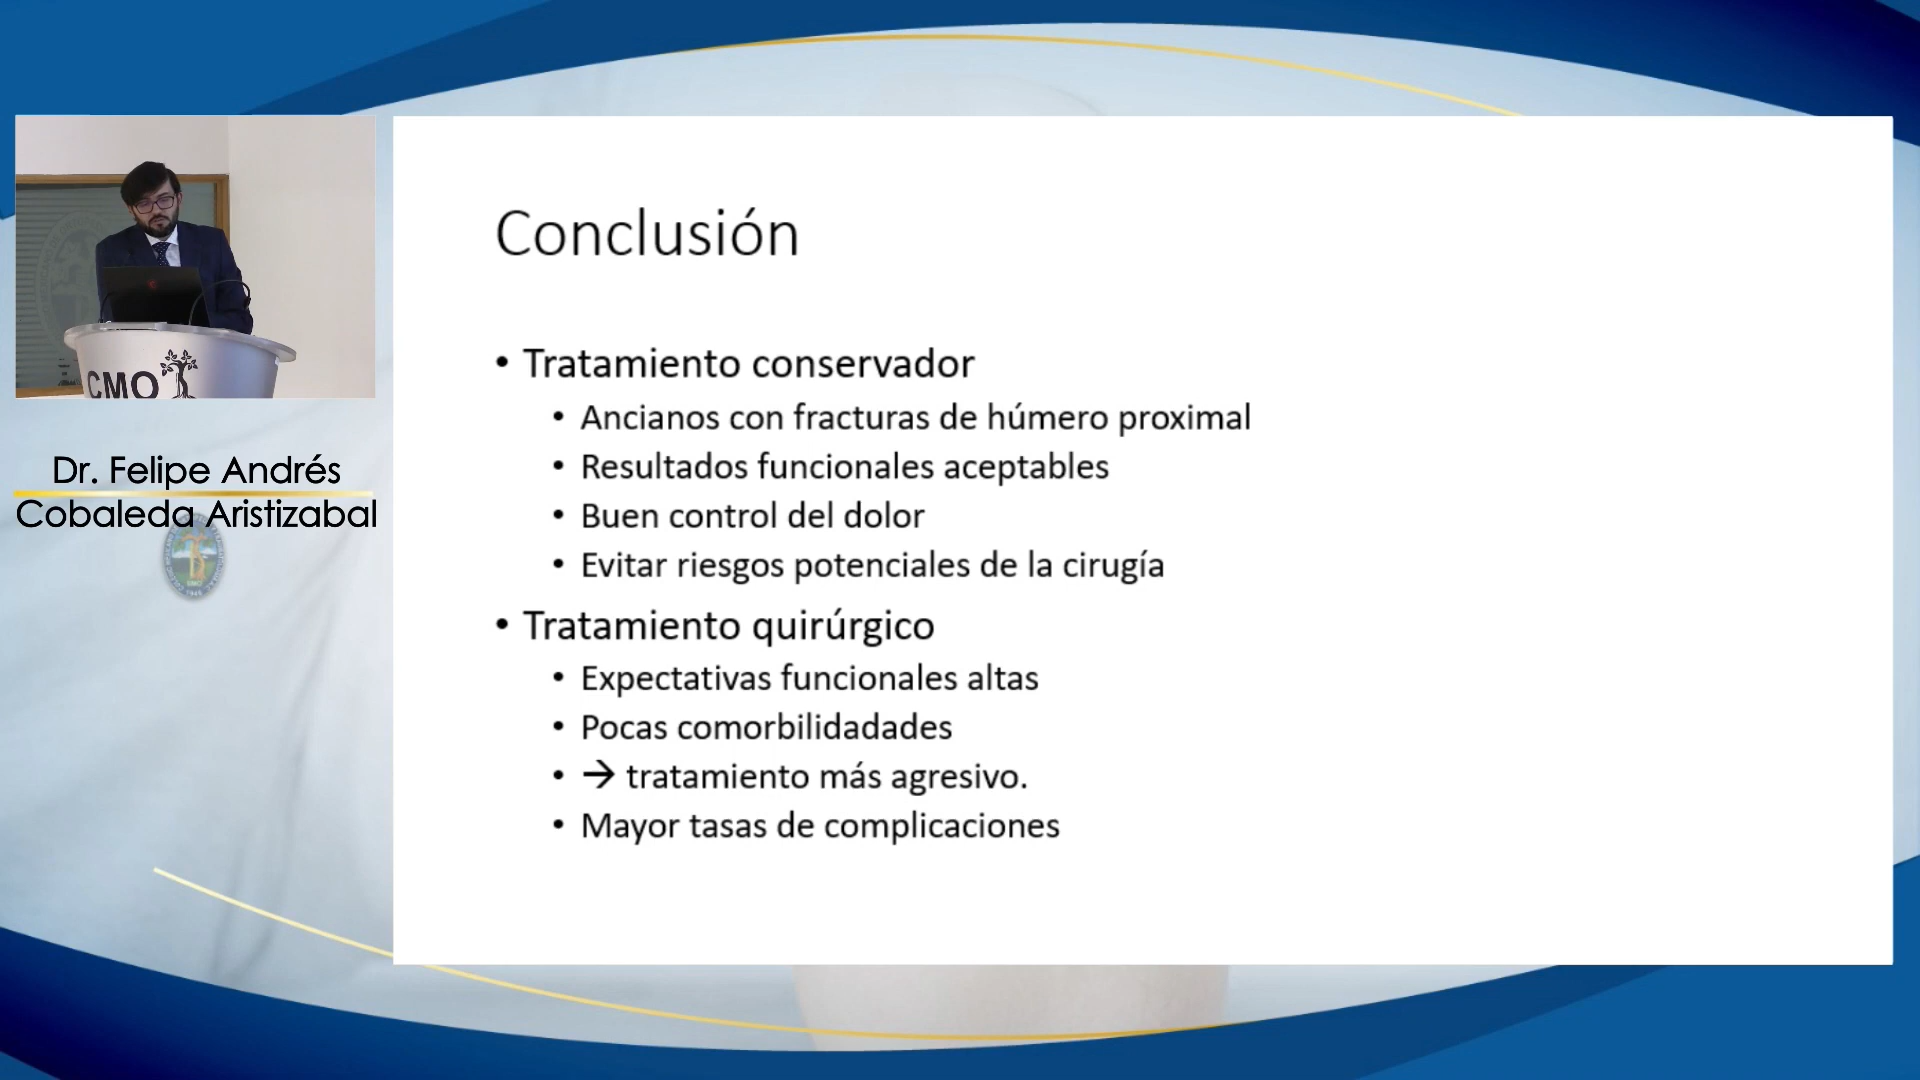 CMO
Dr. Felipe Andrés
Cobaleda Aristizabal
Conclusión
• Tratamiento conservador
• Ancianos con fracturas de húmero proximal
• Resultados funcionales aceptables
• Buen control del dolor
• Evitar riesgos potenciales de la cirugía
• Tratamiento quirúrgico
• Expectativas funcionales altas
• Pocas comorbilidadades
• → tratamiento más agresivo.
• Mayor tasas de complicaciones